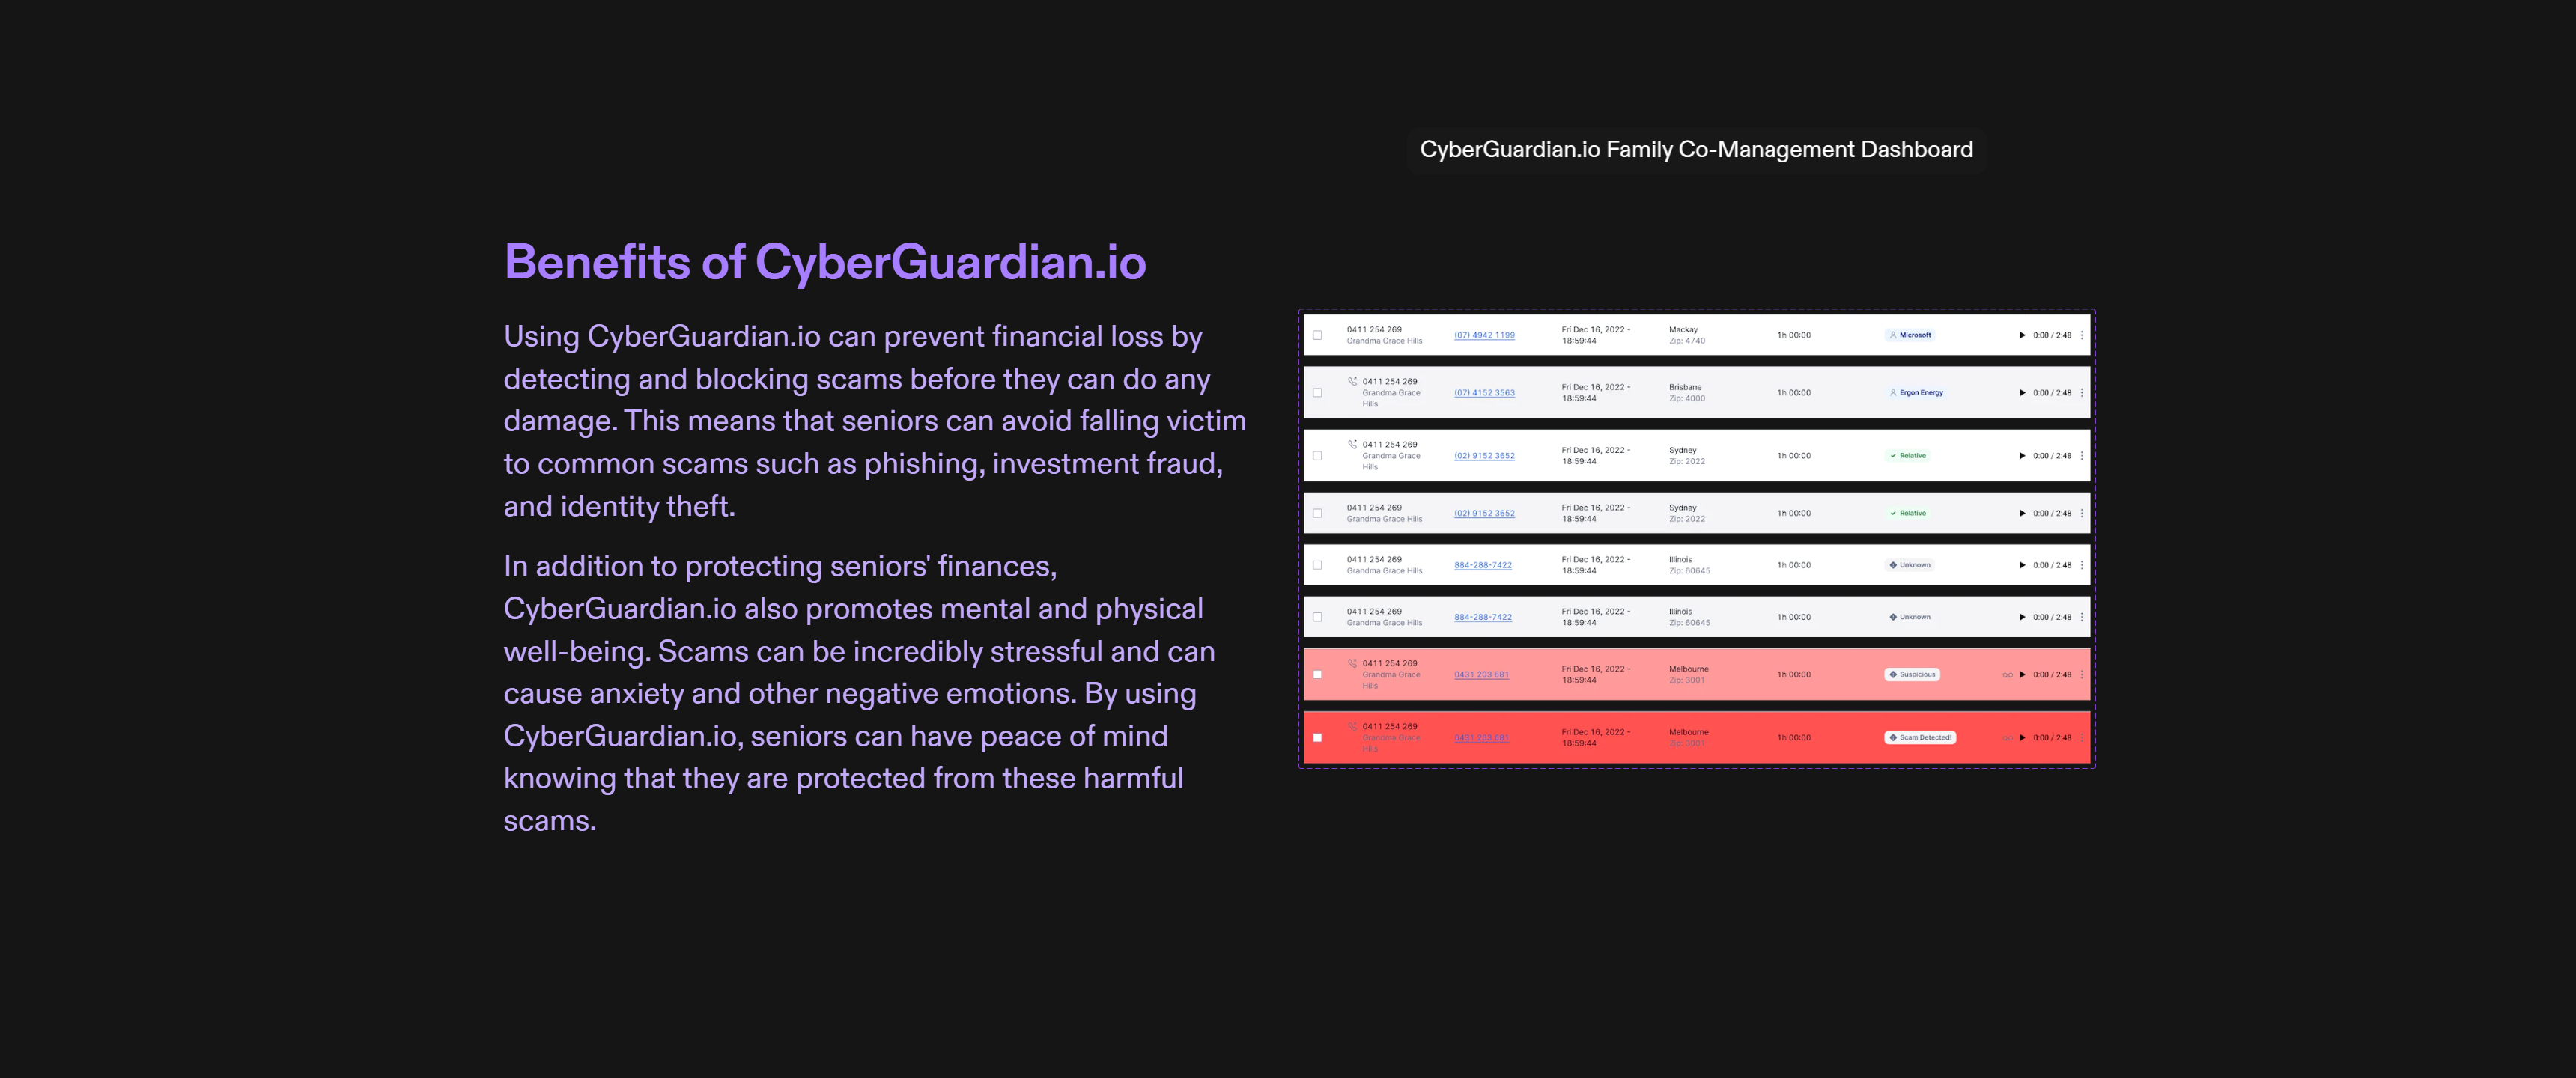 CyberGuardian.io Family Co-Management Dashboard
Benefits of CyberGuardian.io
Using CyberGuardian.io can prevent financial loss by
detecting and blocking scams before they can do any
damage. This means that seniors can avoid falling victim
to common scams such as phishing, investment fraud,
and identity theft.
In addition to protecting seniors' finances,
CyberGuardian.io also promotes mental and physical
well-being. Scams can be incredibly stressful and can
cause anxiety and other negative emotions. By using
CyberGuardian.io, seniors can have peace of mind
knowing that they are protected from these harmful
scams.
0411 254 269 Fri Dec 16, 2022 - Mackay
Grandma Grace Hills (07) 4942 1199 18:59:44 Zip: 4740 1h 00:00 Microsoft 0:00 / 2:48
0411 254 269 Fri Dec 16, 2022 - Brisbane
Grandma Grace (07) 4152 3563 18:59:44 Zip: 4000 1h 00:00 Ergon Energy 0:00 / 2:48
Hills
0411 254 269 Fri Dec 16, 2022 - Sydney
Grandma Grace (02) 9152 3652 18:59:44 Zip: 2022 1h 00:00 Relative 0:00 / 2:48
Hills
0411 254 269 Fri Dec 16, 2022 - Sydney
Grandma Grace Hills (02) 9152 3652 18:59:44 Zip: 2022 1h 00:00 Relative 0:00 / 2:48
0411 254 269 Fri Dec 16, 2022 - Illinois
Grandma Grace Hills 884-288-7422 18:59:44 Zip: 60645 1h 00:00 Unknown 0:00 / 2:48
0411 254 269 Fri Dec 16, 2022 - Illinois
Grandma Grace Hills 884-288-7422 18:59:44 Zip: 60645 1h 00:00 Unknown 0:00 / 2:48
0411 254 269 Fri Dec 16, 2022 - Melbourne
Grandma Grace 0431 203 681 18:59:44 Zip: 3001 1h 00:00 Suspicious 0:00 / 2:48
Hills
0411 254 269 Fri Dec 16, 2022 - Melbourne
Grandma Grace 0431 203 681 18:59:44 Zip: 3001 1h 00:00 Scam Detected! 0:00 / 2:48
Hills